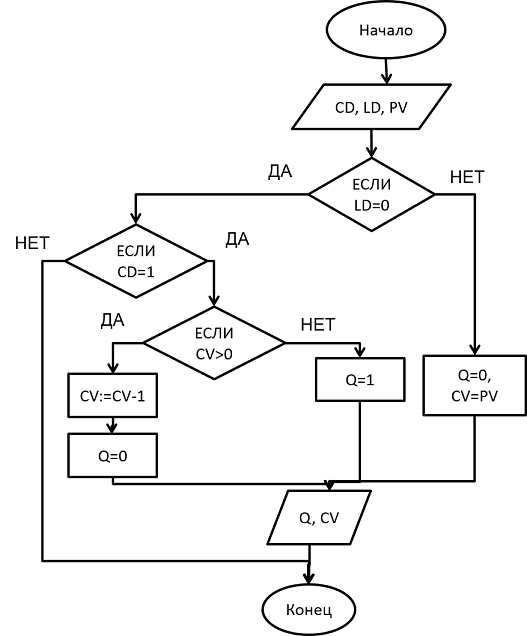 Начало
CD, LD, PV
ДА
ЕСЛИ
LD=0
НЕТ
НЕТ
ЕСЛИ
CD=1
ДА
ДА
ЕСЛИ
CV>0
НЕТ
CV:=CV-1
Q=1
Q=0,
CV=PV
Q=0
Q, CV
Конец